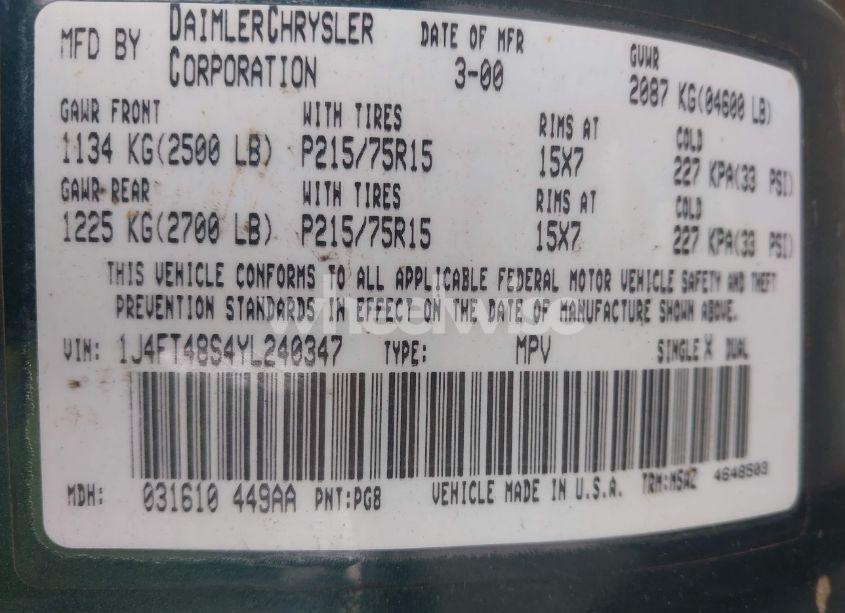 MFD BY DAIMLERCHRYSLER CORPORATION DATE OF MFR 3-00 GVWR 2087 KG(04600 LB)
GAWR FRONT WITH TIRES RIMS AT COLD
1134 KG(2500 LB) P215/75R15 15X7 227 KPA(33 PSI)
GAWR REAR WITH TIRES RIMS AT COLD
1225 KG(2700 LB) P215/75R15 15X7 227 KPA(33 PSI)
THIS VEHICLE CONFORMS TO ALL APPLICABLE FEDERAL MOTOR VEHICLE SAFETY AND THEFT
PREVENTION STANDARDS IN EFFECT ON THE DATE OF MANUFACTURE SHOWN ABOVE.
VIN: 1J4FT48S4YL240347 TYPE: MPV SINGLE X DUAL
MDH: 031610 449AA PNT:PG8 VEHICLE MADE IN U.S.A. TRM:M5AZ 4648503